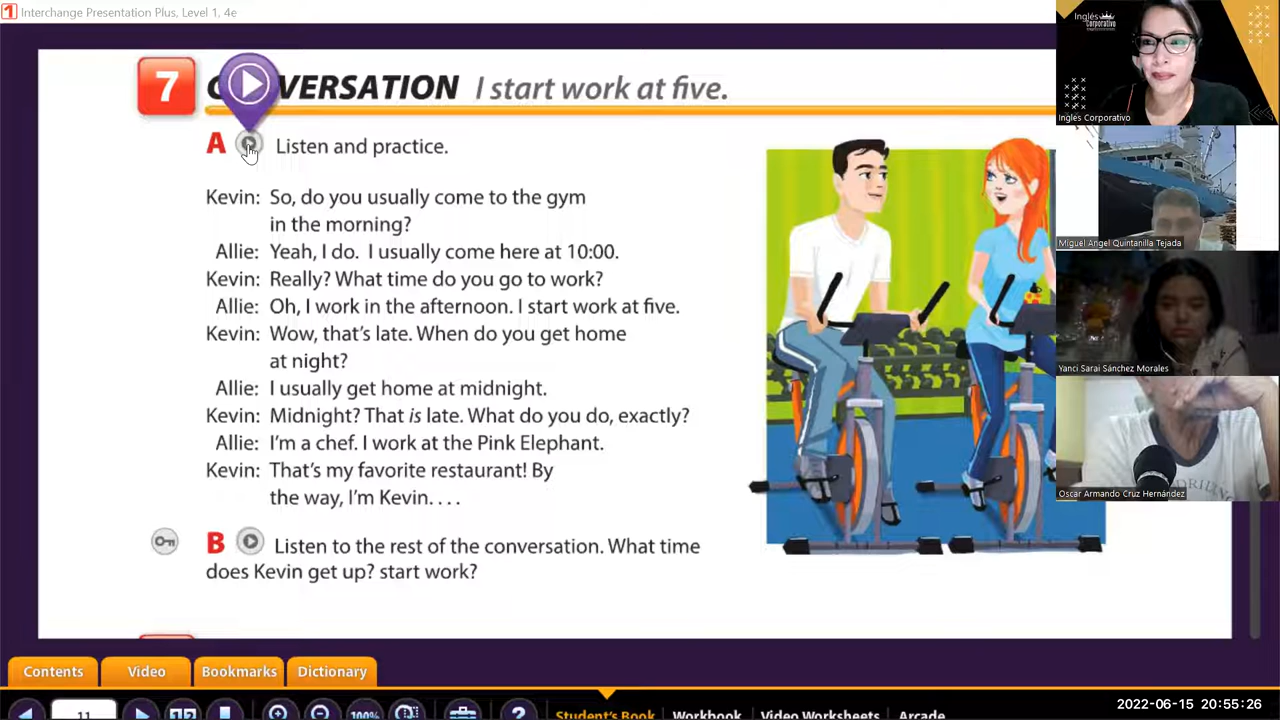 Interchange Presentation Plus, Level 1, 4e
7 CONVERSATION I start work at five.
A Listen and practice.
Kevin: So, do you usually come to the gym
in the morning?
Allie: Yeah, I do. I usually come here at 10:00.
Kevin: Really? What time do you go to work?
Allie: Oh, I work in the afternoon. I start work at five.
Kevin: Wow, that's late. When do you get home
at night?
Allie: I usually get home at midnight.
Kevin: Midnight? That is late. What do you do, exactly?
Allie: I'm a chef. I work at the Pink Elephant.
Kevin: That's my favorite restaurant! By
the way, I'm Kevin. . . .
B Listen to the rest of the conversation. What time
does Kevin get up? start work?
Inglés
Corporativo
Inglés Corporativo
Miguel Angel Quintanilla Tejada
Yanci Sarai Sánchez Morales
DRILING
Oscar Armando Cruz Hernández
Contents Video Bookmarks Dictionary
11 100% ? Student's Book Workbook Video Worksheets Arcade
2022-06-15 20:55:26